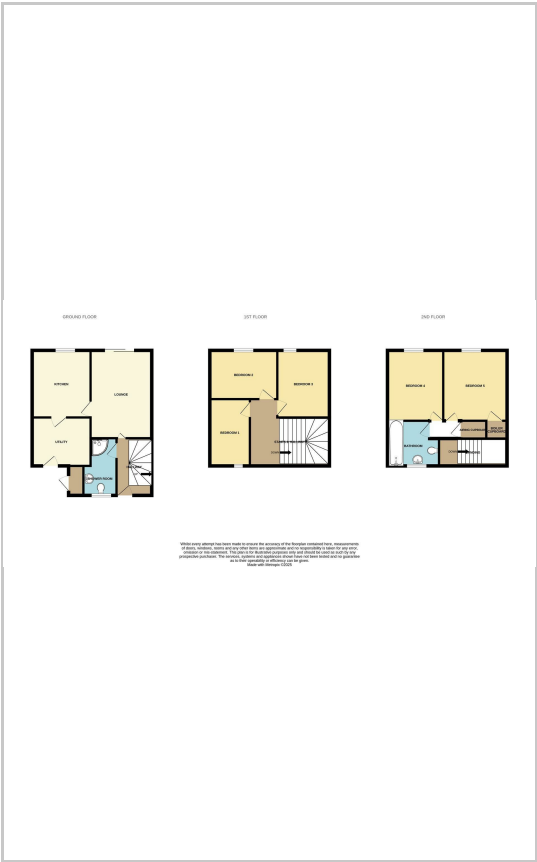 GROUND FLOOR
1ST FLOOR
2ND FLOOR
KITCHEN
LOUNGE
UTILITY
SHOWER ROOM
UP
BEDROOM 3
BEDROOM 1
DOWN
BEDROOM 4
BEDROOM 5
BATHROOM
BOILER
CUPBOARD
DOWN
Whilst every attempt has been made to ensure the accuracy of the floorplan contained here, measurements
of doors, windows, rooms and any other items are approximate and no responsibility is taken for any error,
omission or mis-statement. This plan is for illustrative purposes only and should be used as such by any
prospective purchaser. The services, systems and appliances shown have not been tested and no guarantee
as to their operability or efficiency can be given.
Made with Metropix ©2025